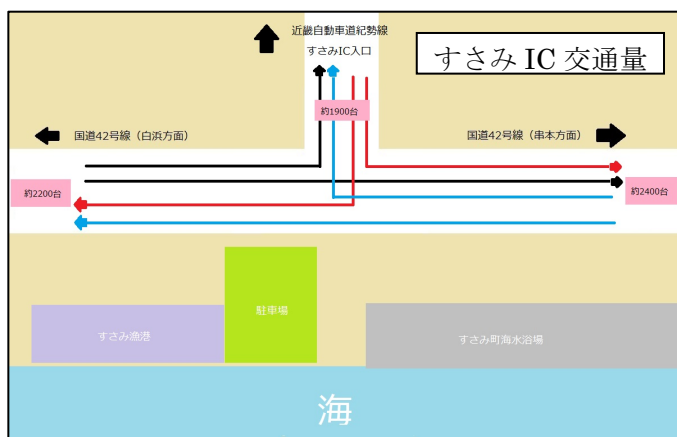 近畿自動車道紀勢線
すさみIC入口
すさみ IC 交通量
約1900台
国道42号線（白浜方面）
国道42号線（串本方面）
約2200台
約2400台
駐車場
すさみ漁港
すさみ町海水浴場
海